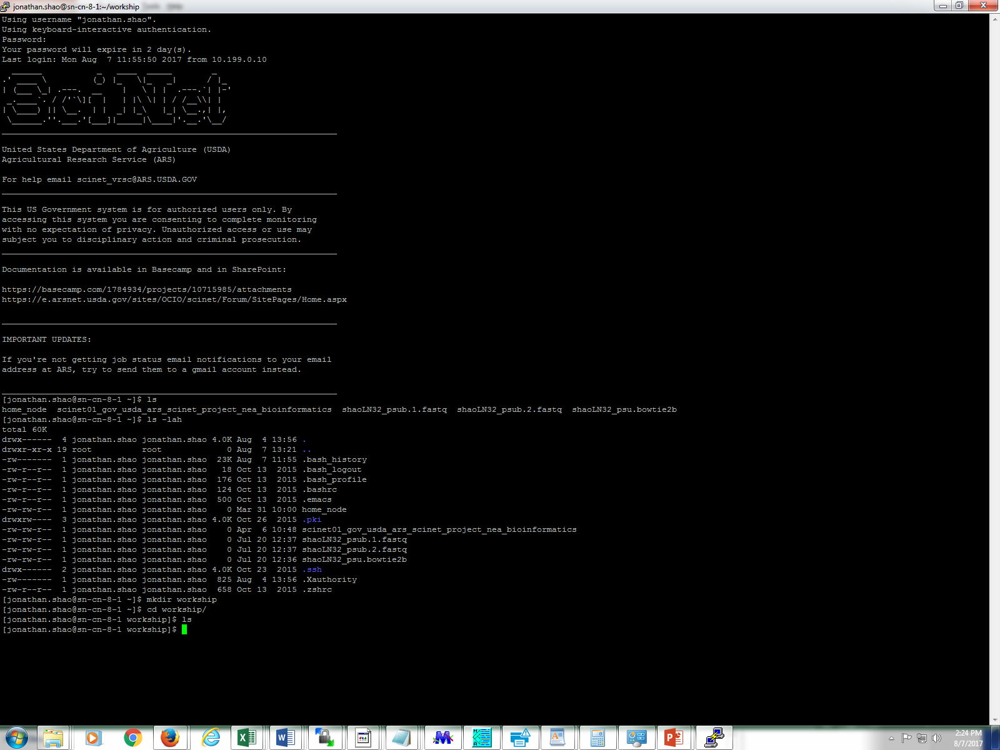 jonathan.shao@sn-cn-8-1:~/workship
Using username "jonathan.shao".
Using keyboard-interactive authentication.
Password:
Your password will expire in 2 day(s).
Last login: Mon Aug  7 11:55:50 2017 from 10.199.0.10
SciNet
United States Department of Agriculture (USDA)
Agricultural Research Service (ARS)
For help email scinet_vrsc@ARS.USDA.GOV
This US Government system is for authorized users only. By
accessing this system you are consenting to complete monitoring
with no expectation of privacy. Unauthorized access or use may
subject you to disciplinary action and criminal prosecution.
Documentation is available in Basecamp and in SharePoint:
https://basecamp.com/1784934/projects/10715985/attachments
https://e.arsnet.usda.gov/sites/OCIO/scinet/Forum/SitePages/Home.aspx
IMPORTANT UPDATES:
If you're not getting job status email notifications to your email
address at ARS, try to send them to a gmail account instead.
[jonathan.shao@sn-cn-8-1 ~]$ ls
home_node  scinet01_gov_usda_ars_scinet_project_nea_bioinformatics  shaoLN32_psub.1.fastq  shaoLN32_psub.2.fastq  shaoLN32_psu.bowtie2b
[jonathan.shao@sn-cn-8-1 ~]$ ls -lah
total 60K
drwx------  4 jonathan.shao jonathan.shao 4.0K Aug  4 13:56 .
drwxr-xr-x 19 root          root             0 Aug  7 13:21 ..
-rw-------  1 jonathan.shao jonathan.shao  23K Aug  7 11:55 .bash_history
-rw-r--r--  1 jonathan.shao jonathan.shao   18 Oct 13  2015 .bash_logout
-rw-r--r--  1 jonathan.shao jonathan.shao  176 Oct 13  2015 .bash_profile
-rw-r--r--  1 jonathan.shao jonathan.shao  124 Oct 13  2015 .bashrc
-rw-r--r--  1 jonathan.shao jonathan.shao  500 Oct 13  2015 .emacs
-rw-rw-r--  1 jonathan.shao jonathan.shao    0 Mar 31 10:00 home_node
drwxrw----  3 jonathan.shao jonathan.shao 4.0K Oct 26  2015 .pki
-rw-rw-r--  1 jonathan.shao jonathan.shao    0 Apr  6 10:48 scinet01_gov_usda_ars_scinet_project_nea_bioinformatics
-rw-rw-r--  1 jonathan.shao jonathan.shao    0 Jul 20 12:37 shaoLN32_psub.1.fastq
-rw-rw-r--  1 jonathan.shao jonathan.shao    0 Jul 20 12:37 shaoLN32_psub.2.fastq
-rw-rw-r--  1 jonathan.shao jonathan.shao    0 Jul 20 12:36 shaoLN32_psu.bowtie2b
drwx------  2 jonathan.shao jonathan.shao 4.0K Oct 23  2015 .ssh
-rw-------  1 jonathan.shao jonathan.shao  825 Aug  4 13:56 .Xauthority
-rw-r--r--  1 jonathan.shao jonathan.shao  658 Oct 13  2015 .zshrc
[jonathan.shao@sn-cn-8-1 ~]$ mkdir workship
[jonathan.shao@sn-cn-8-1 ~]$ cd workship/
[jonathan.shao@sn-cn-8-1 workship]$ ls
[jonathan.shao@sn-cn-8-1 workship]$
2:24 PM
8/7/2017